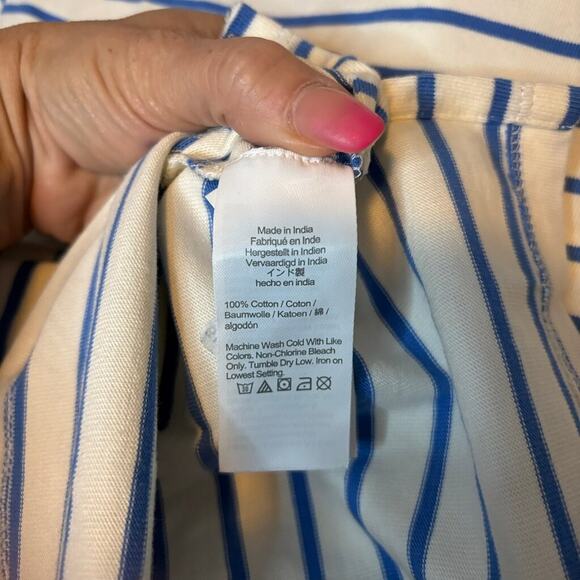 Made in India
Fabriqué en Inde
Hergestellt in Indien
Vervaardigd in India
インド製
hecho en india
100% Cotton / Coton /
Baumwolle / Katoen / 綿 /
algodón
Machine Wash Cold With Like
Colors. Non-Chlorine Bleach
Only. Tumble Dry Low. Iron on
Lowest Setting.